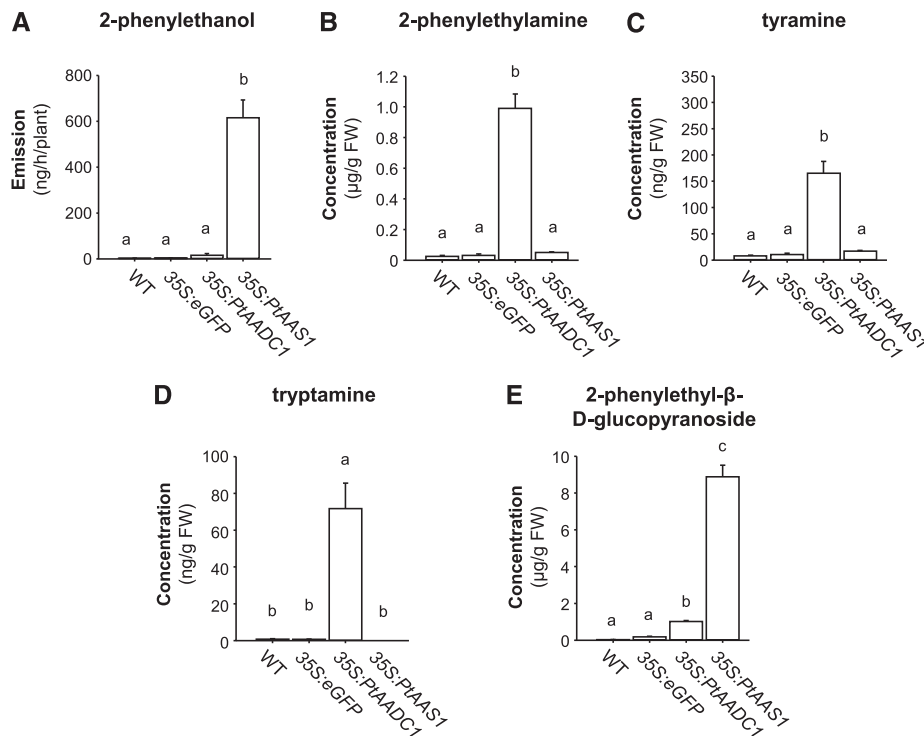 A 2-phenylethanol
Emission
(ng/h/plant)
800
600
400
200
0
a
a
a
b
WT
35S:eGFP
35S:PtAADC1
35S:PtAAS1
B 2-phenylethylamine
Concentration
(µg/g FW)
1.2
1.0
0.8
0.6
0.4
0.2
0
a
a
b
a
WT
35S:eGFP
35S:PtAADC1
35S:PtAAS1
C tyramine
Concentration
(ng/g FW)
350
300
250
200
150
100
50
0
a
a
b
a
WT
35S:eGFP
35S:PtAADC1
35S:PtAAS1
D tryptamine
Concentration
(ng/g FW)
100
80
60
40
20
0
b
b
a
b
WT
35S:eGFP
35S:PtAADC1
35S:PtAAS1
E 2-phenylethyl-β-
D-glucopyranoside
Concentration
(µg/g FW)
10
8
6
4
2
0
a
a
b
c
WT
35S:eGFP
35S:PtAADC1
35S:PtAAS1